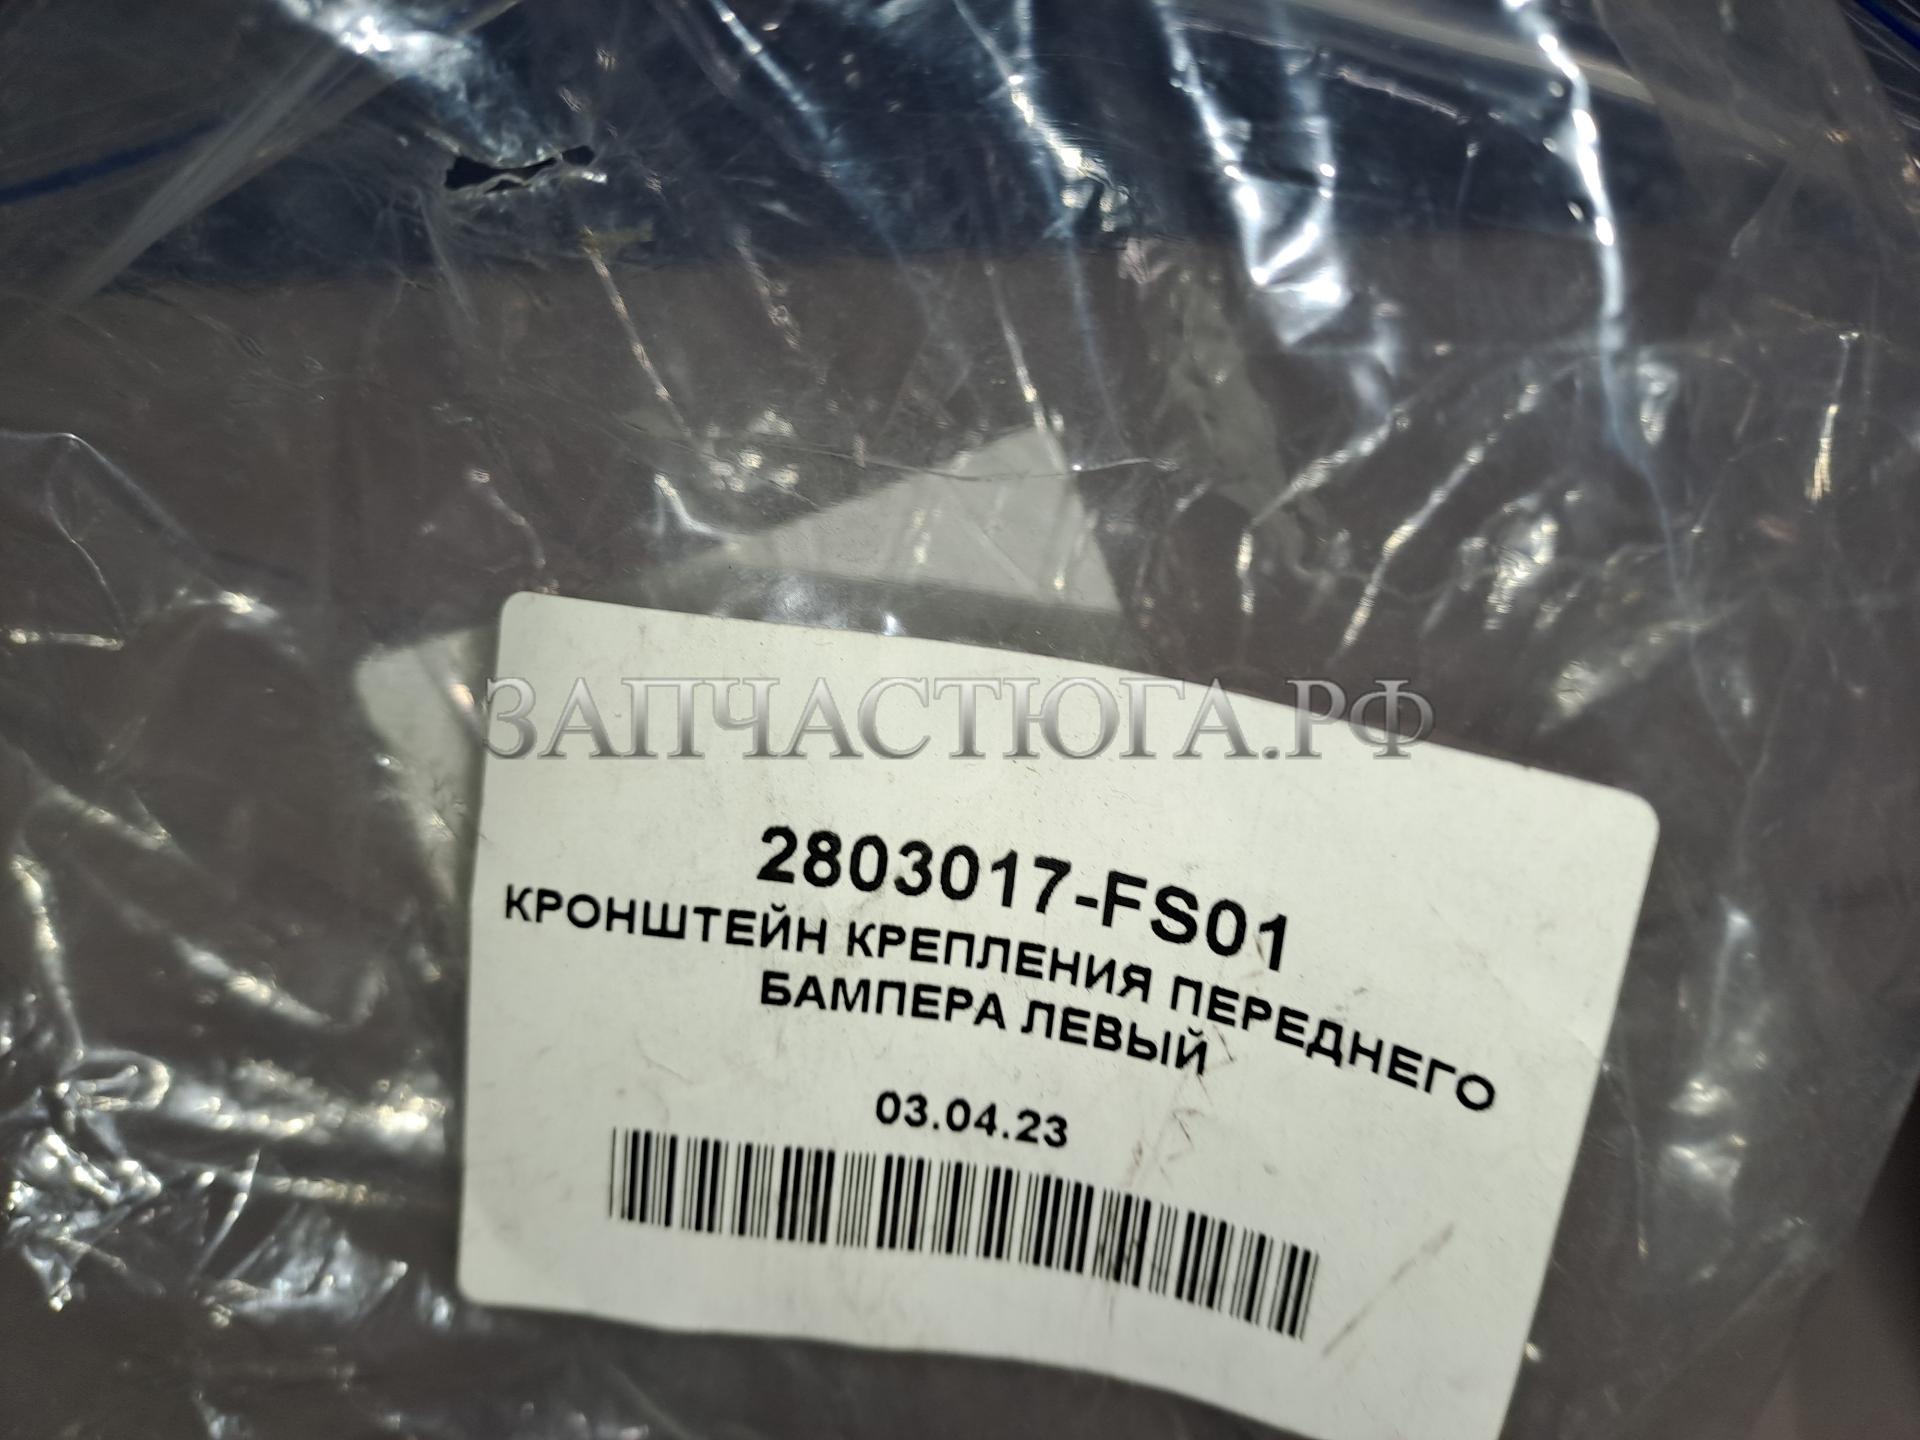 ЗАПЧАСТЮГА.РФ
2803017-FS01
КРОНШТЕЙН КРЕПЛЕНИЯ ПЕРЕДНЕГО
БАМПЕРА ЛЕВЫЙ
03.04.23